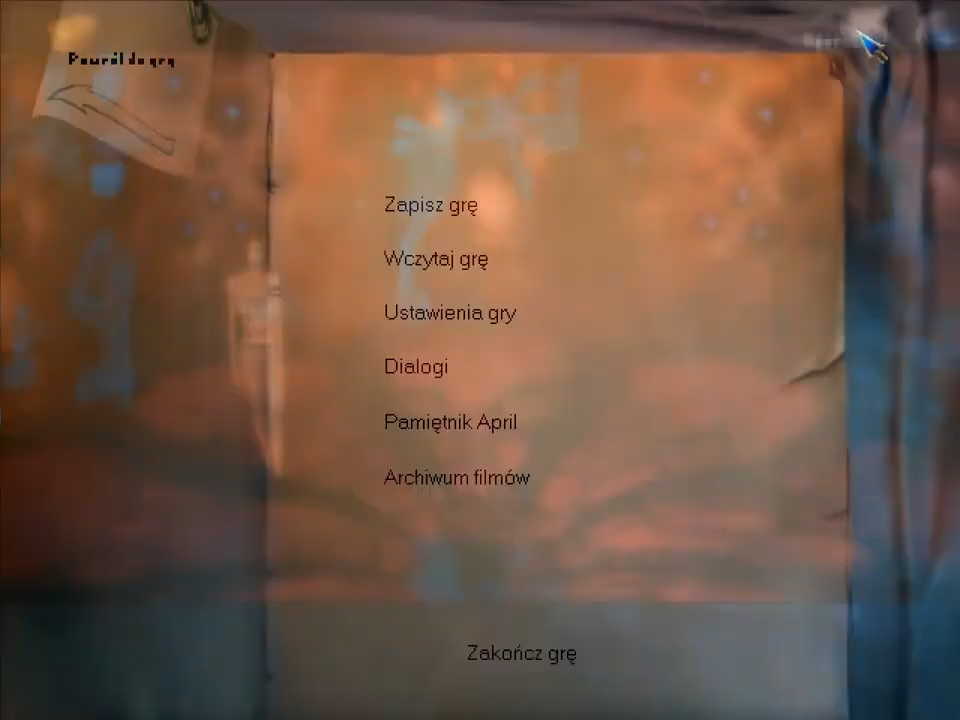 Powrót do gry
Zapisz grę
Wczytaj grę
Ustawienia gry
Dialogi
Pamiętnik April
Archiwum filmów
Zakończ grę